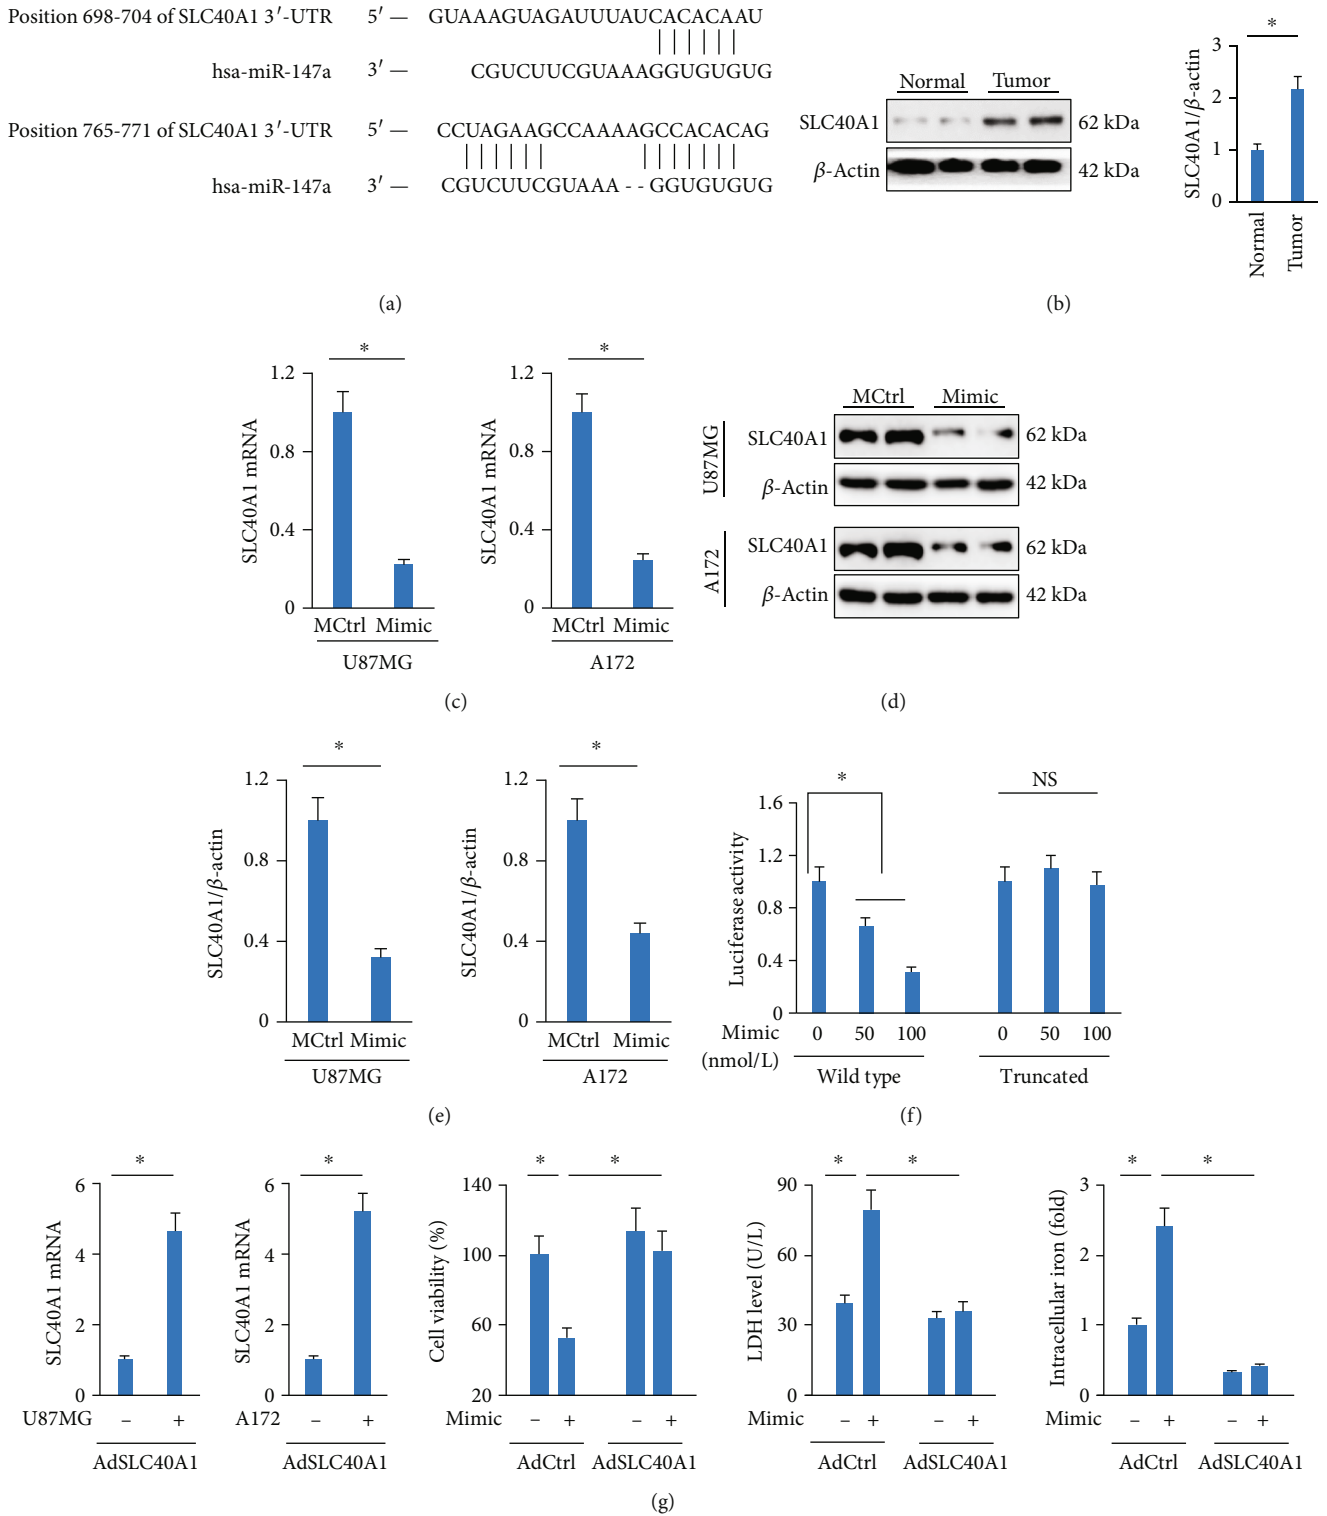 Position 698-704 of SLC40A1 3′-UTR 5′ — GUAAAGUAGAUUUAUCACACAAU
hsa-miR-147a 3′ — CGUCUUCGUAAAGGUGUGUG
Position 765-771 of SLC40A1 3′-UTR 5′ — CCUAGAAGCCAAAAGCCACACAG
hsa-miR-147a 3′ — CGUCUUCGUAAA - - GGUGUGUG
(a)
Normal Tumor
SLC40A1 62 kDa
β-Actin 42 kDa
*
SLC40A1/β-actin
3
2
1
0
Normal
Tumor
(b)
*
SLC40A1 mRNA
1.2
0.8
0.4
0
MCtrl Mimic
U87MG
*
SLC40A1 mRNA
1.2
0.8
0.4
0
MCtrl Mimic
A172
(c)
MCtrl Mimic
U87MG
SLC40A1 62 kDa
β-Actin 42 kDa
A172
SLC40A1 62 kDa
β-Actin 42 kDa
(d)
*
SLC40A1/β-actin
1.2
0.8
0.4
0
MCtrl Mimic
U87MG
*
SLC40A1/β-actin
1.2
0.8
0.4
0
MCtrl Mimic
A172
(e)
* NS
Luciferase activity
1.6
1.2
0.8
0.4
0
Mimic 0 50 100 0 50 100
(nmol/L)
Wild type Truncated
(f)
*
SLC40A1 mRNA
6
4
2
0
U87MG – +
AdSLC40A1
*
SLC40A1 mRNA
6
4
2
0
A172 – +
AdSLC40A1
* *
Cell viability (%)
140
100
60
20
Mimic – + – +
AdCtrl AdSLC40A1
* *
LDH level (U/L)
90
60
30
0
Mimic – + – +
AdCtrl AdSLC40A1
* *
Intracellular iron (fold)
3
2
1
0
Mimic – + – +
AdCtrl AdSLC40A1
(g)